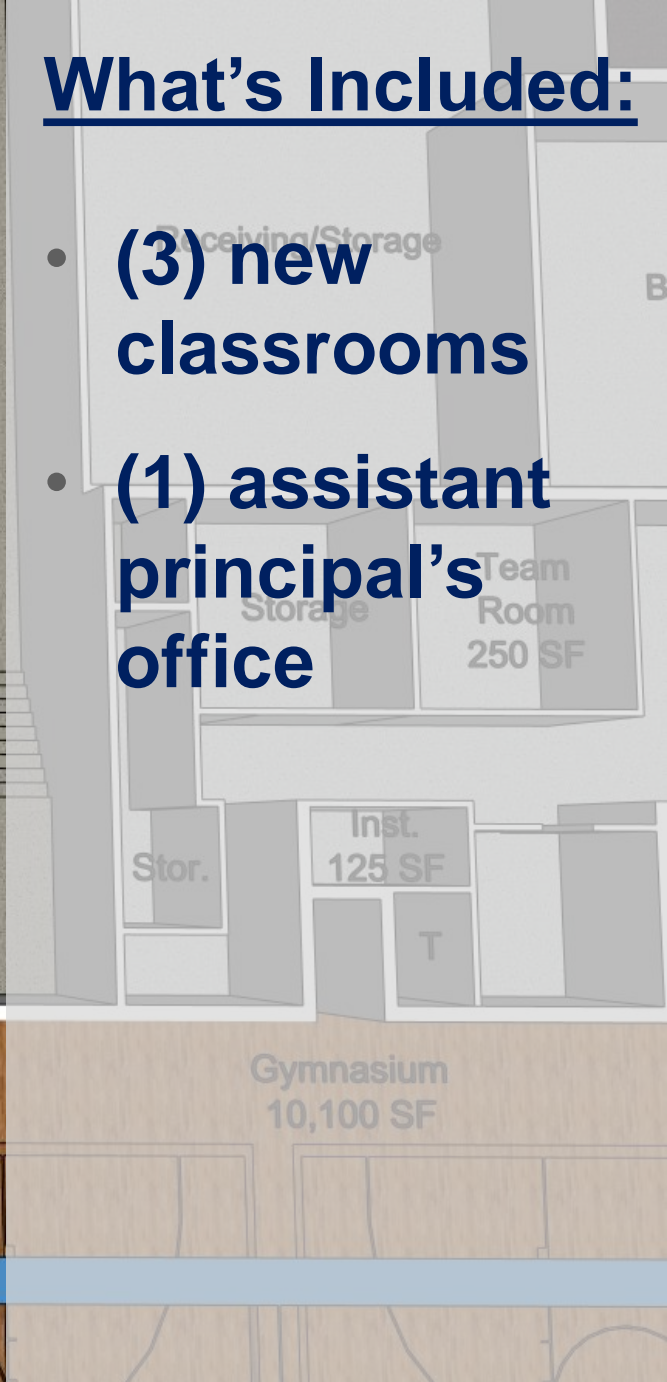 What's Included:
Receiving/Storage
• (3) new
classrooms
B
• (1) assistant
principal's
office
Storage
Team
Room
250 SF
Stor.
Inst.
125 SF
T
Gymnasium
10,100 SF